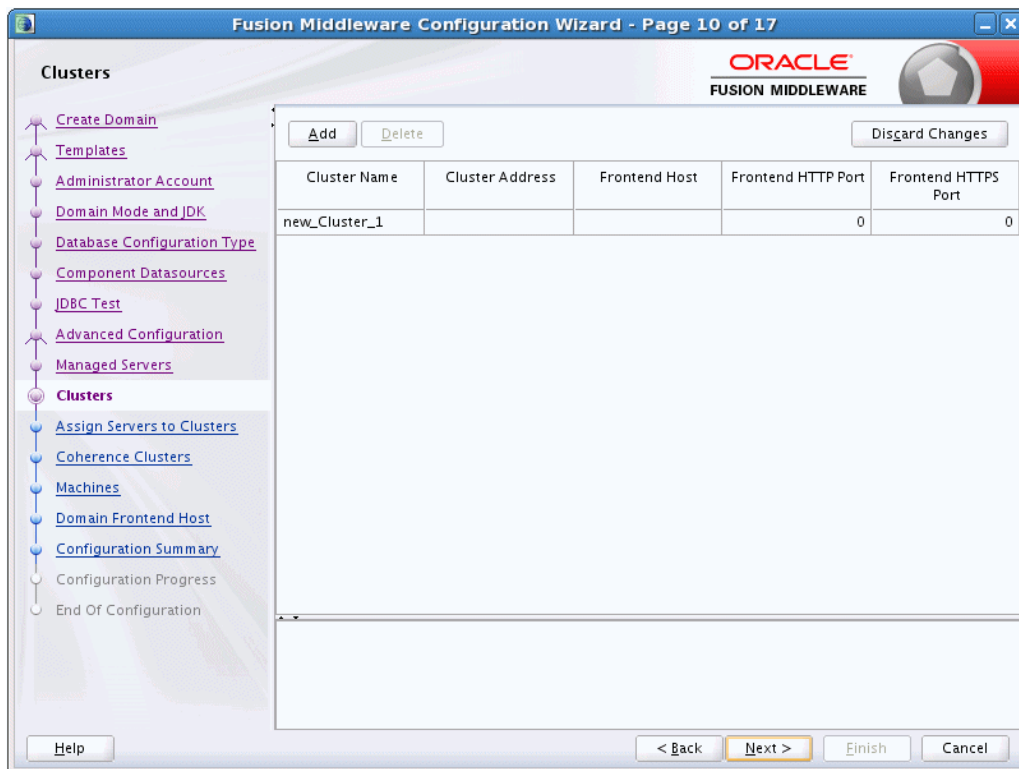 Fusion Middleware Configuration Wizard - Page 10 of 17
Clusters
ORACLE
FUSION MIDDLEWARE
Create Domain
Templates
Administrator Account
Domain Mode and JDK
Database Configuration Type
Component Datasources
JDBC Test
Advanced Configuration
Managed Servers
Clusters
Assign Servers to Clusters
Coherence Clusters
Machines
Domain Frontend Host
Configuration Summary
Configuration Progress
End Of Configuration
Add Delete Discard Changes
Cluster Name Cluster Address Frontend Host Frontend HTTP Port Frontend HTTPS
Port
new_Cluster_1 0 0
Help < Back Next > Finish Cancel